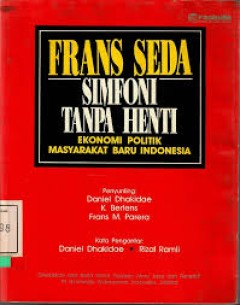 FRANS SEDA
SIMFONI
TANPA HENTI
EKONOMI POLITIK
MASYARAKAT BARU INDONESIA
Penyunting:
Daniel Dhakidae
K. Bertens
Frans M. Parera
Kata Pengantar:
Daniel Dhakidae • Rizal Ramli
98